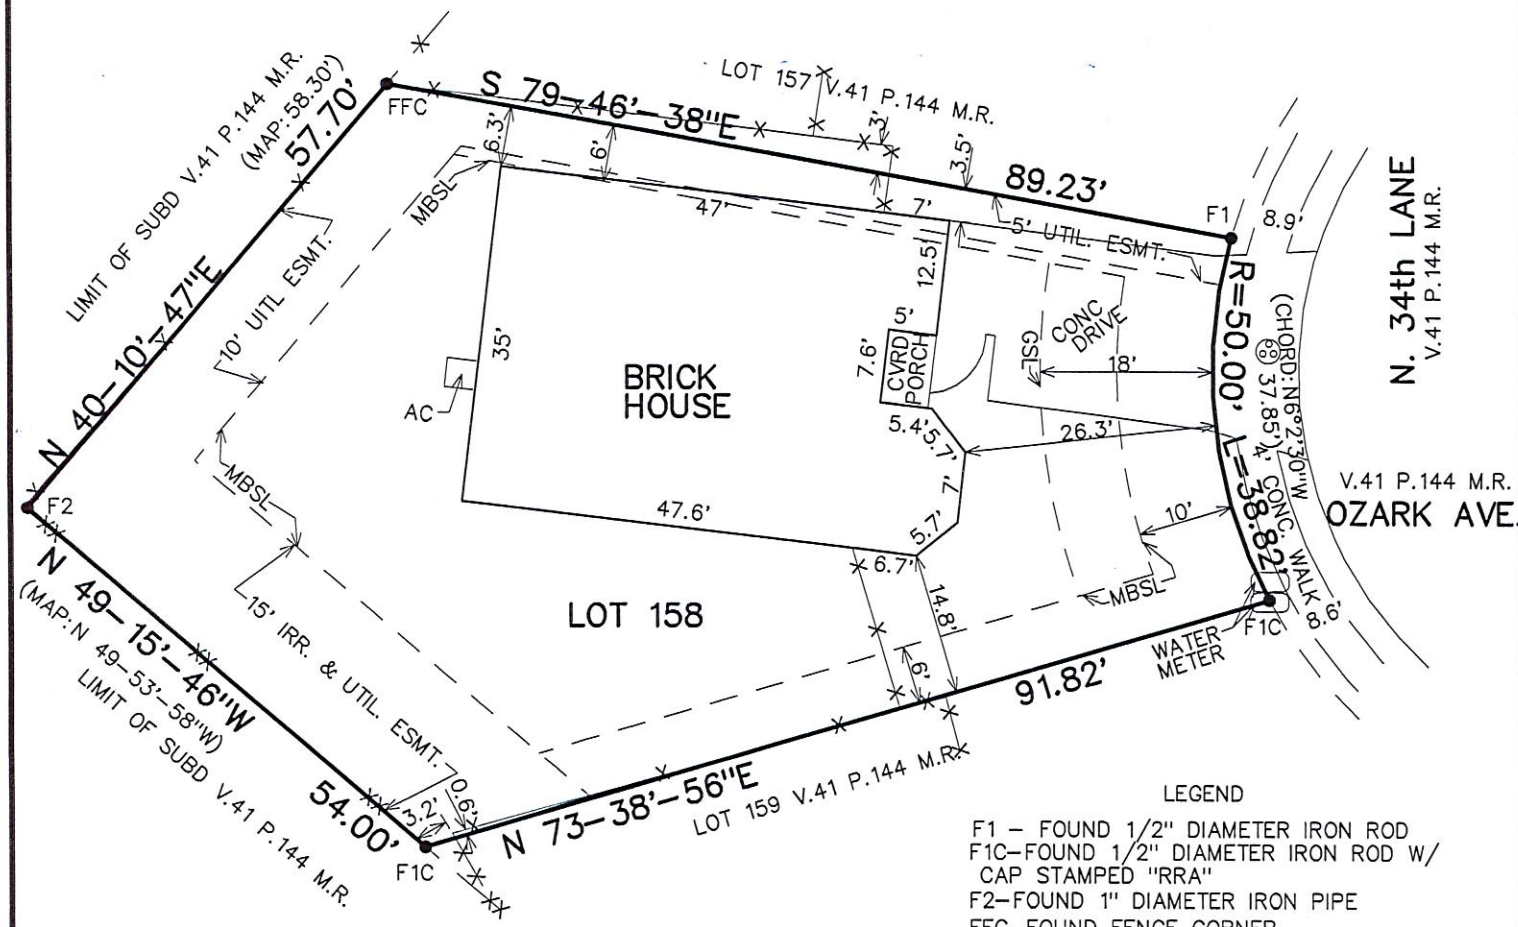 LIMIT OF SUBD V.41 P.144 M.R.
(MAP: 58.30')
57.70'
N 40–10'–47"E
FFC
S 79–46'–38"E
89.23'
LOT 157 V.41 P.144 M.R.
3'
3.5'
6.3'
6'
F1
8.9'
N. 34th LANE
V.41 P.144 M.R.
MBSL
10' UITL ESMT.
47'
7'
5' UTIL. ESMT.
12.5'
35'
AC
BRICK
HOUSE
5'
7.6'
CVRD
PORCH
CONC
DRIVE
GSL
18'
R=50.00' L=38.82'
(CHORD: N6°2'30"W
37.85')
4' CONC. WALK
5.4'
5.7'
26.3'
7'
5.7'
V.41 P.144 M.R.
OZARK AVE.
10'
F2
MBSL
47.6'
6.7'
14.8'
MBSL
8.6'
F1C
WATER
METER
LOT 158
N 49–15'–46"W
(MAP: N 49–53'–58"W)
LIMIT OF SUBD V.41 P.144 M.R.
15' IRR. & UTIL. ESMT.
6'
91.82'
54.00'
3.2'
0.6'
F1C
N 73–38'–56"E
LOT 159 V.41 P.144 M.R.
LEGEND
F1 – FOUND 1/2" DIAMETER IRON ROD
F1C–FOUND 1/2" DIAMETER IRON ROD W/
CAP STAMPED "RRA"
F2–FOUND 1" DIAMETER IRON PIPE
FFC–FOUND FENCE CORNER